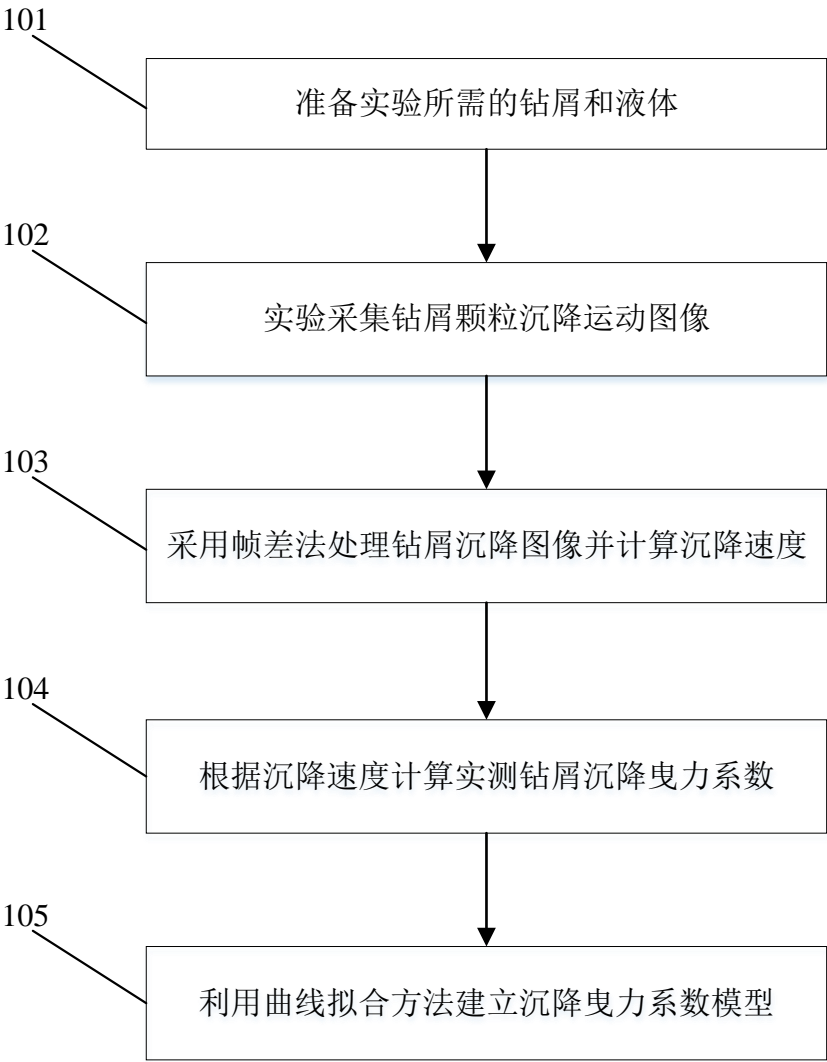 101
准备实验所需的钻屑和液体
102
实验采集钻屑颗粒沉降运动图像
103
采用帧差法处理钻屑沉降图像并计算沉降速度
104
根据沉降速度计算实测钻屑沉降曳力系数
105
利用曲线拟合方法建立沉降曳力系数模型